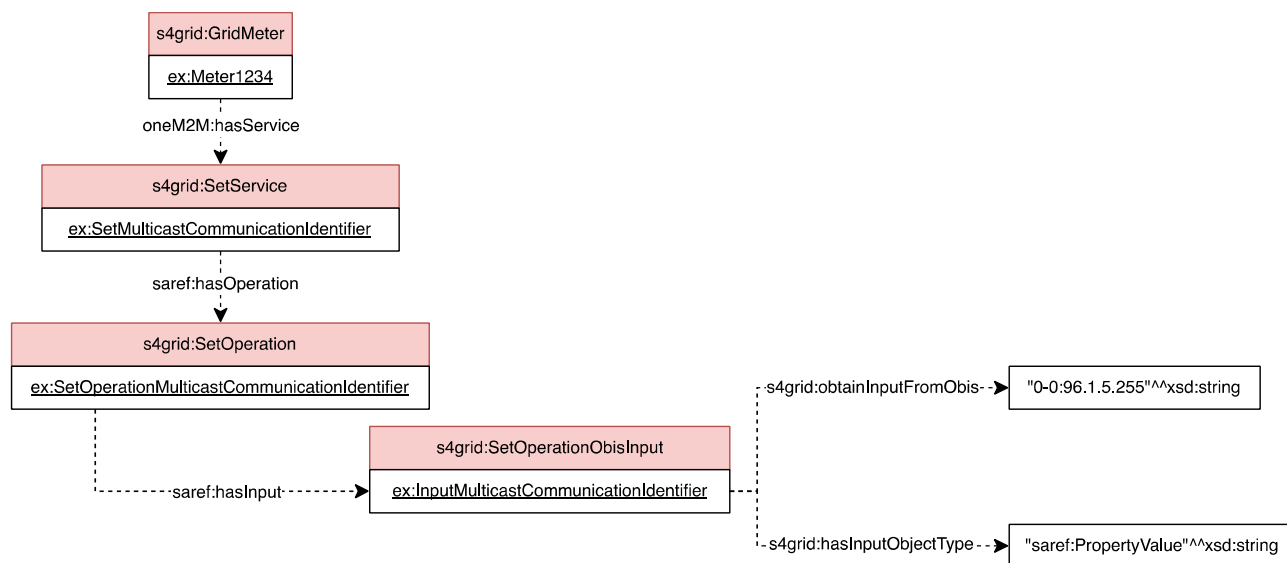 s4grid:GridMeter
ex:Meter1234
oneM2M:hasService
s4grid:SetService
ex:SetMulticastCommunicationIdentifier
saref:hasOperation
s4grid:SetOperation
ex:SetOperationMulticastCommunicationIdentifier
s4grid:obtainInputFromObis
"0-0:96.1.5.255"^^xsd:string
s4grid:SetOperationObisInput
saref:hasInput
ex:InputMulticastCommunicationIdentifier
s4grid:hasInputObjectType
"saref:PropertyValue"^^xsd:string